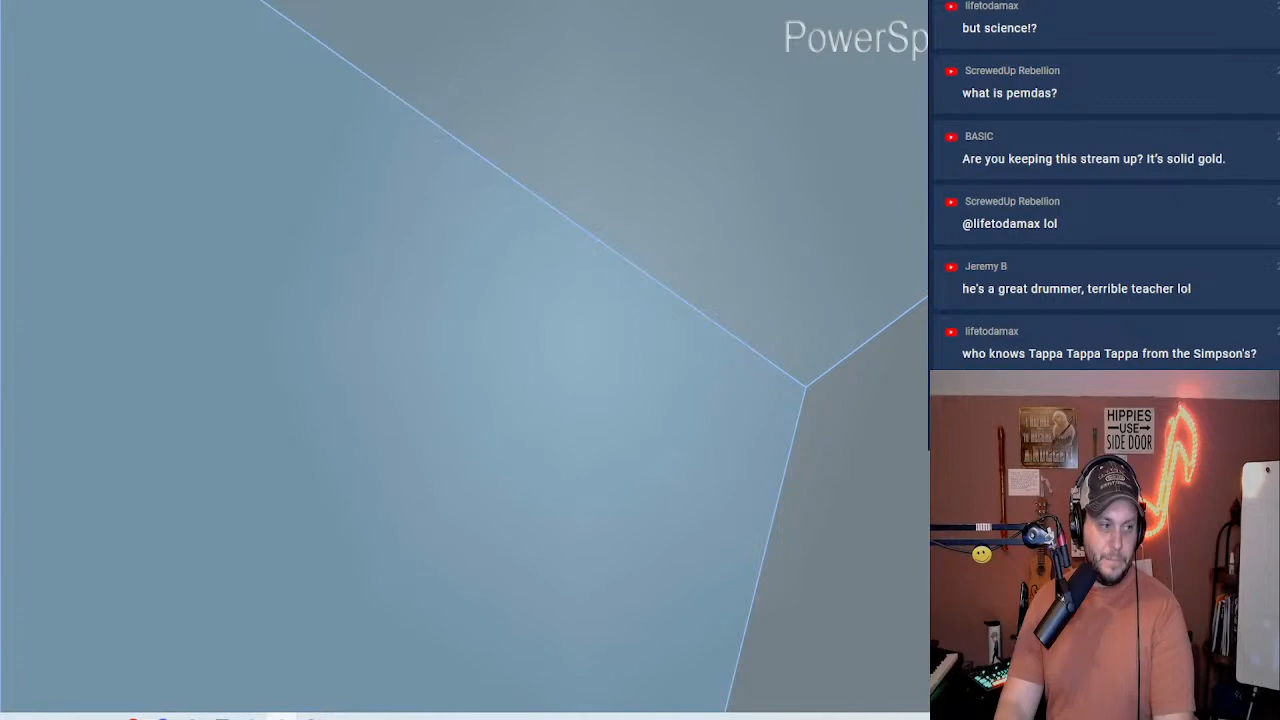 PowerSp
lifetodamax
but science!?
ScrewedUp Rebellion
what is pemdas?
BASIC
Are you keeping this stream up? It's solid gold.
ScrewedUp Rebellion
@lifetodamax lol
Jeremy B
he's a great drummer, terrible teacher lol
lifetodamax
who knows Tappa Tappa Tappa from the Simpson's?
HIPPIES
USE
SIDE DOOR